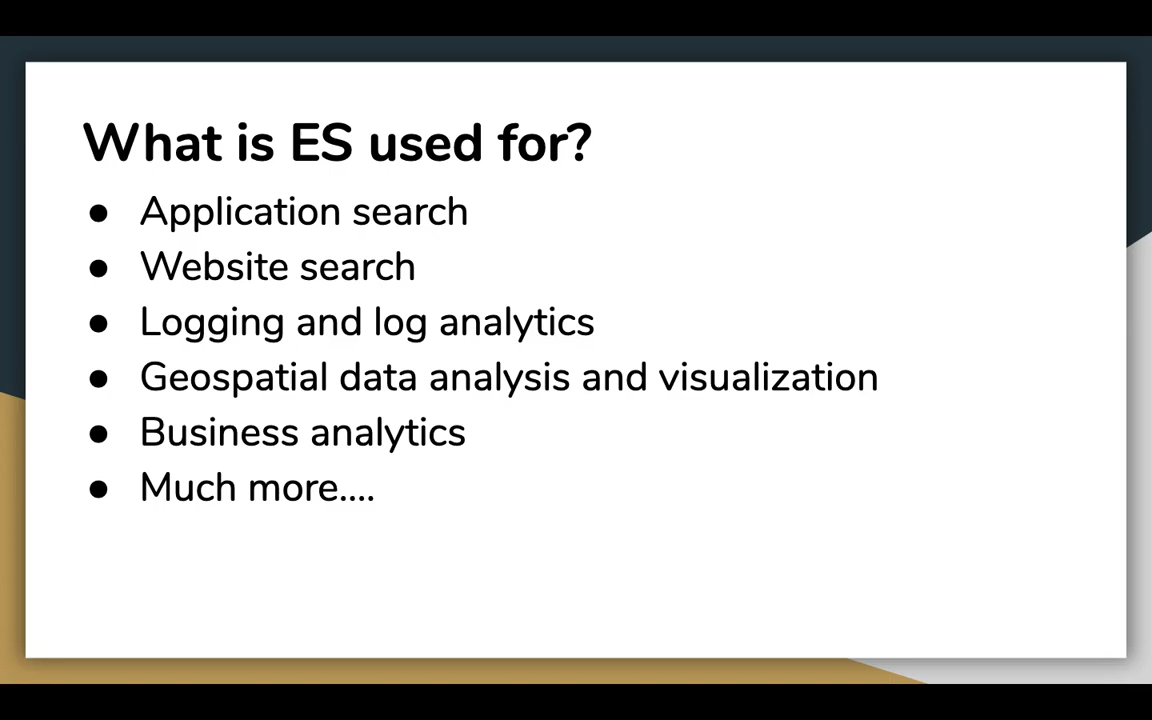 What is ES used for?
● Application search
● Website search
● Logging and log analytics
● Geospatial data analysis and visualization
● Business analytics
● Much more....